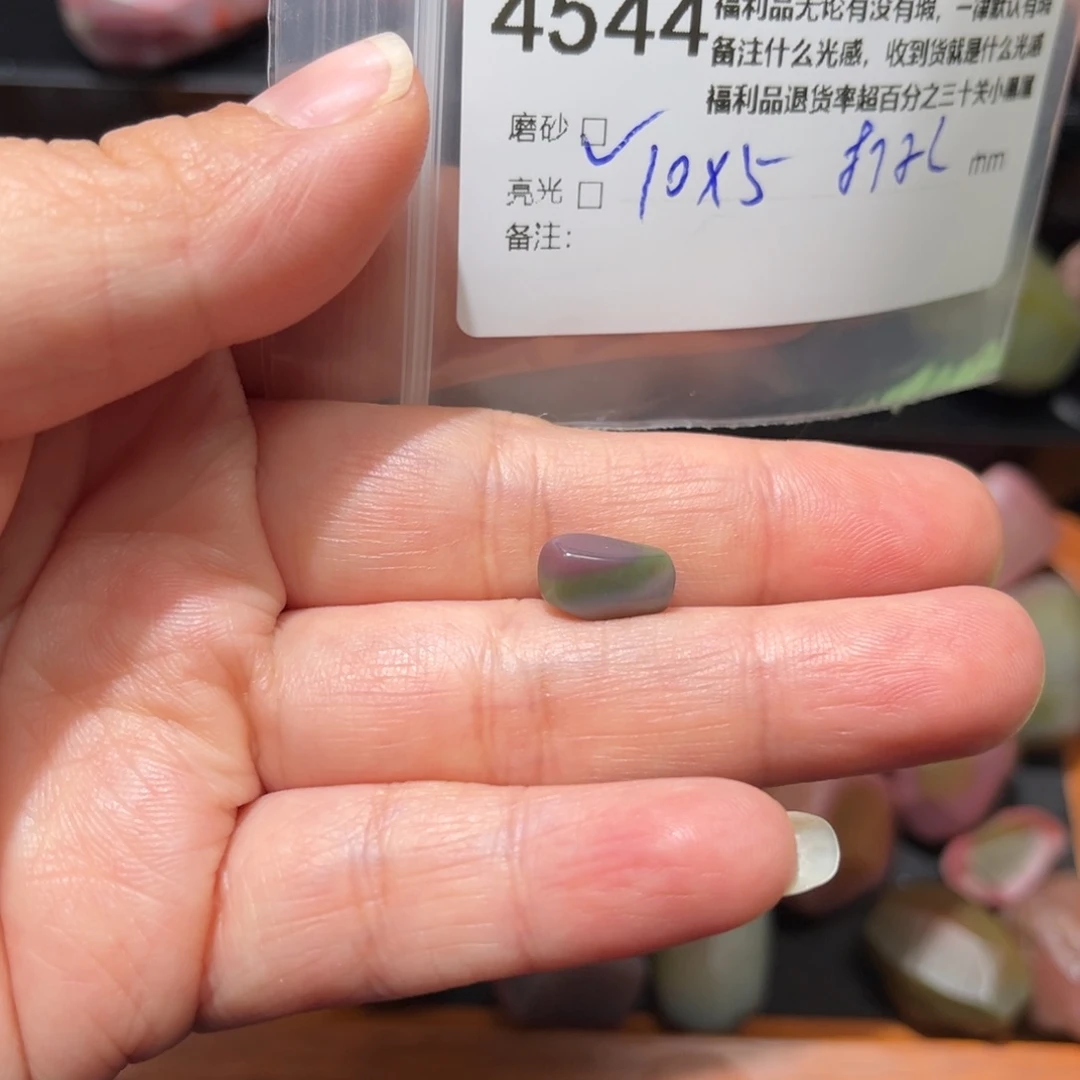 4544
福利品无论有没有瑕，一律默认有瑕
备注什么光感，收到货就是什么光感
福利品退货率超百分之三十关小黑屋
磨砂 □ ✓
10X5 打孔 mm
亮光 □
备注：